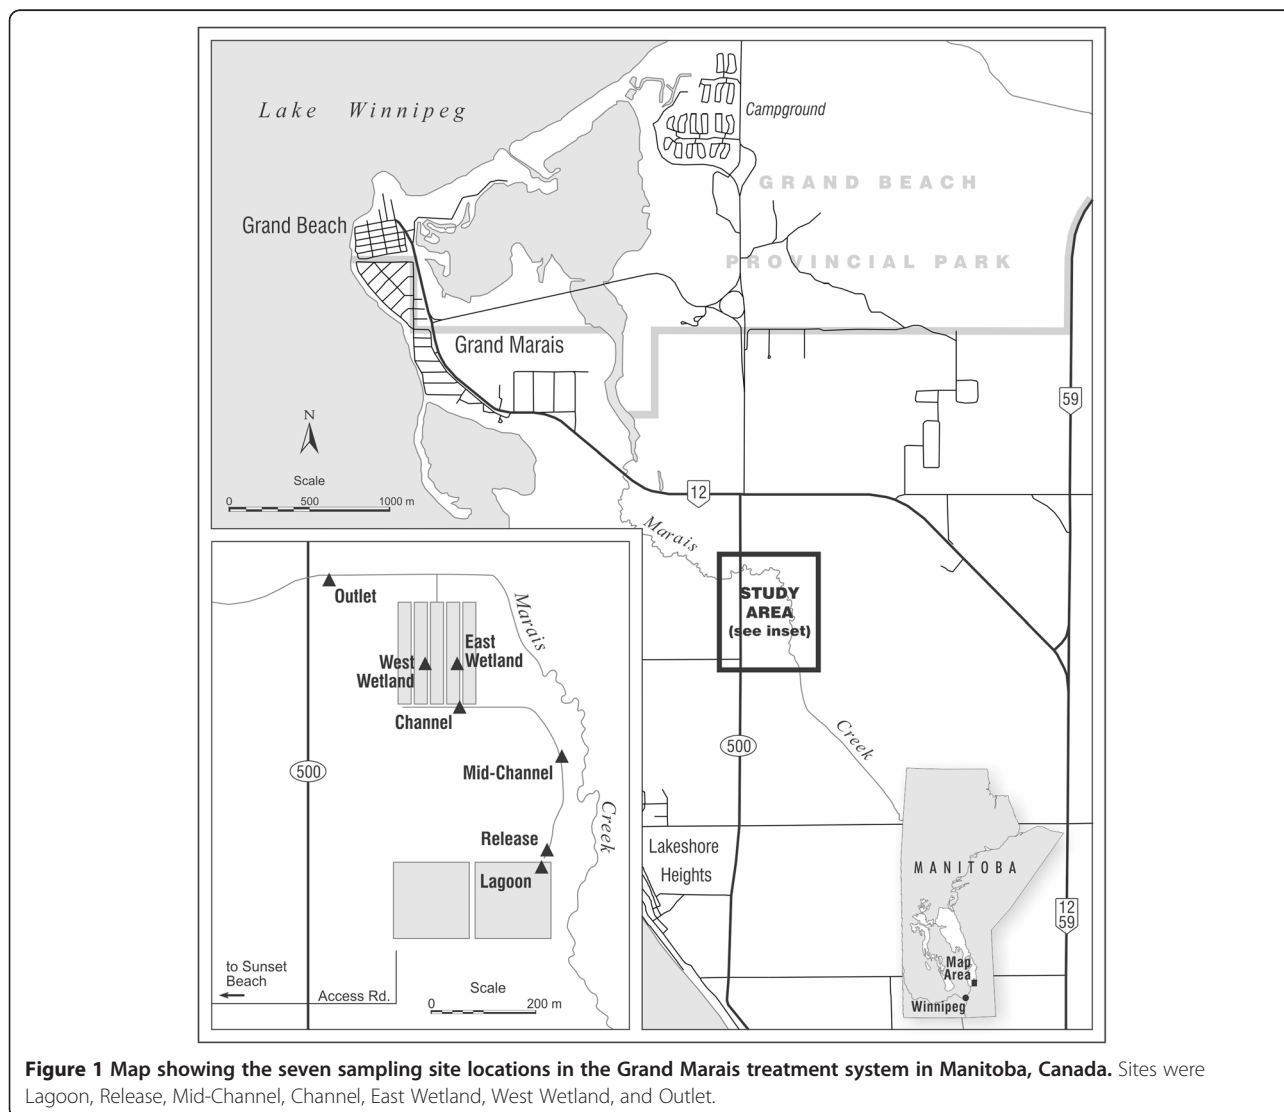 Lake Winnipeg
Campground
GRAND BEACH
Grand Beach
PROVINCIAL PARK
Grand Marais
59
N
Scale
0 500 1000 m
12
Marais
STUDY
AREA
(see inset)
Outlet
Marais
East
Wetland
West
Wetland
Channel
500
Mid-Channel
Creek
Release
Lagoon
to Sunset
Beach
Access Rd.
Scale
0 200 m
Creek
500
Lakeshore
Heights
MANITOBA
12
59
Map
Area
Winnipeg
Figure 1 Map showing the seven sampling site locations in the Grand Marais treatment system in Manitoba, Canada. Sites were
Lagoon, Release, Mid-Channel, Channel, East Wetland, West Wetland, and Outlet.